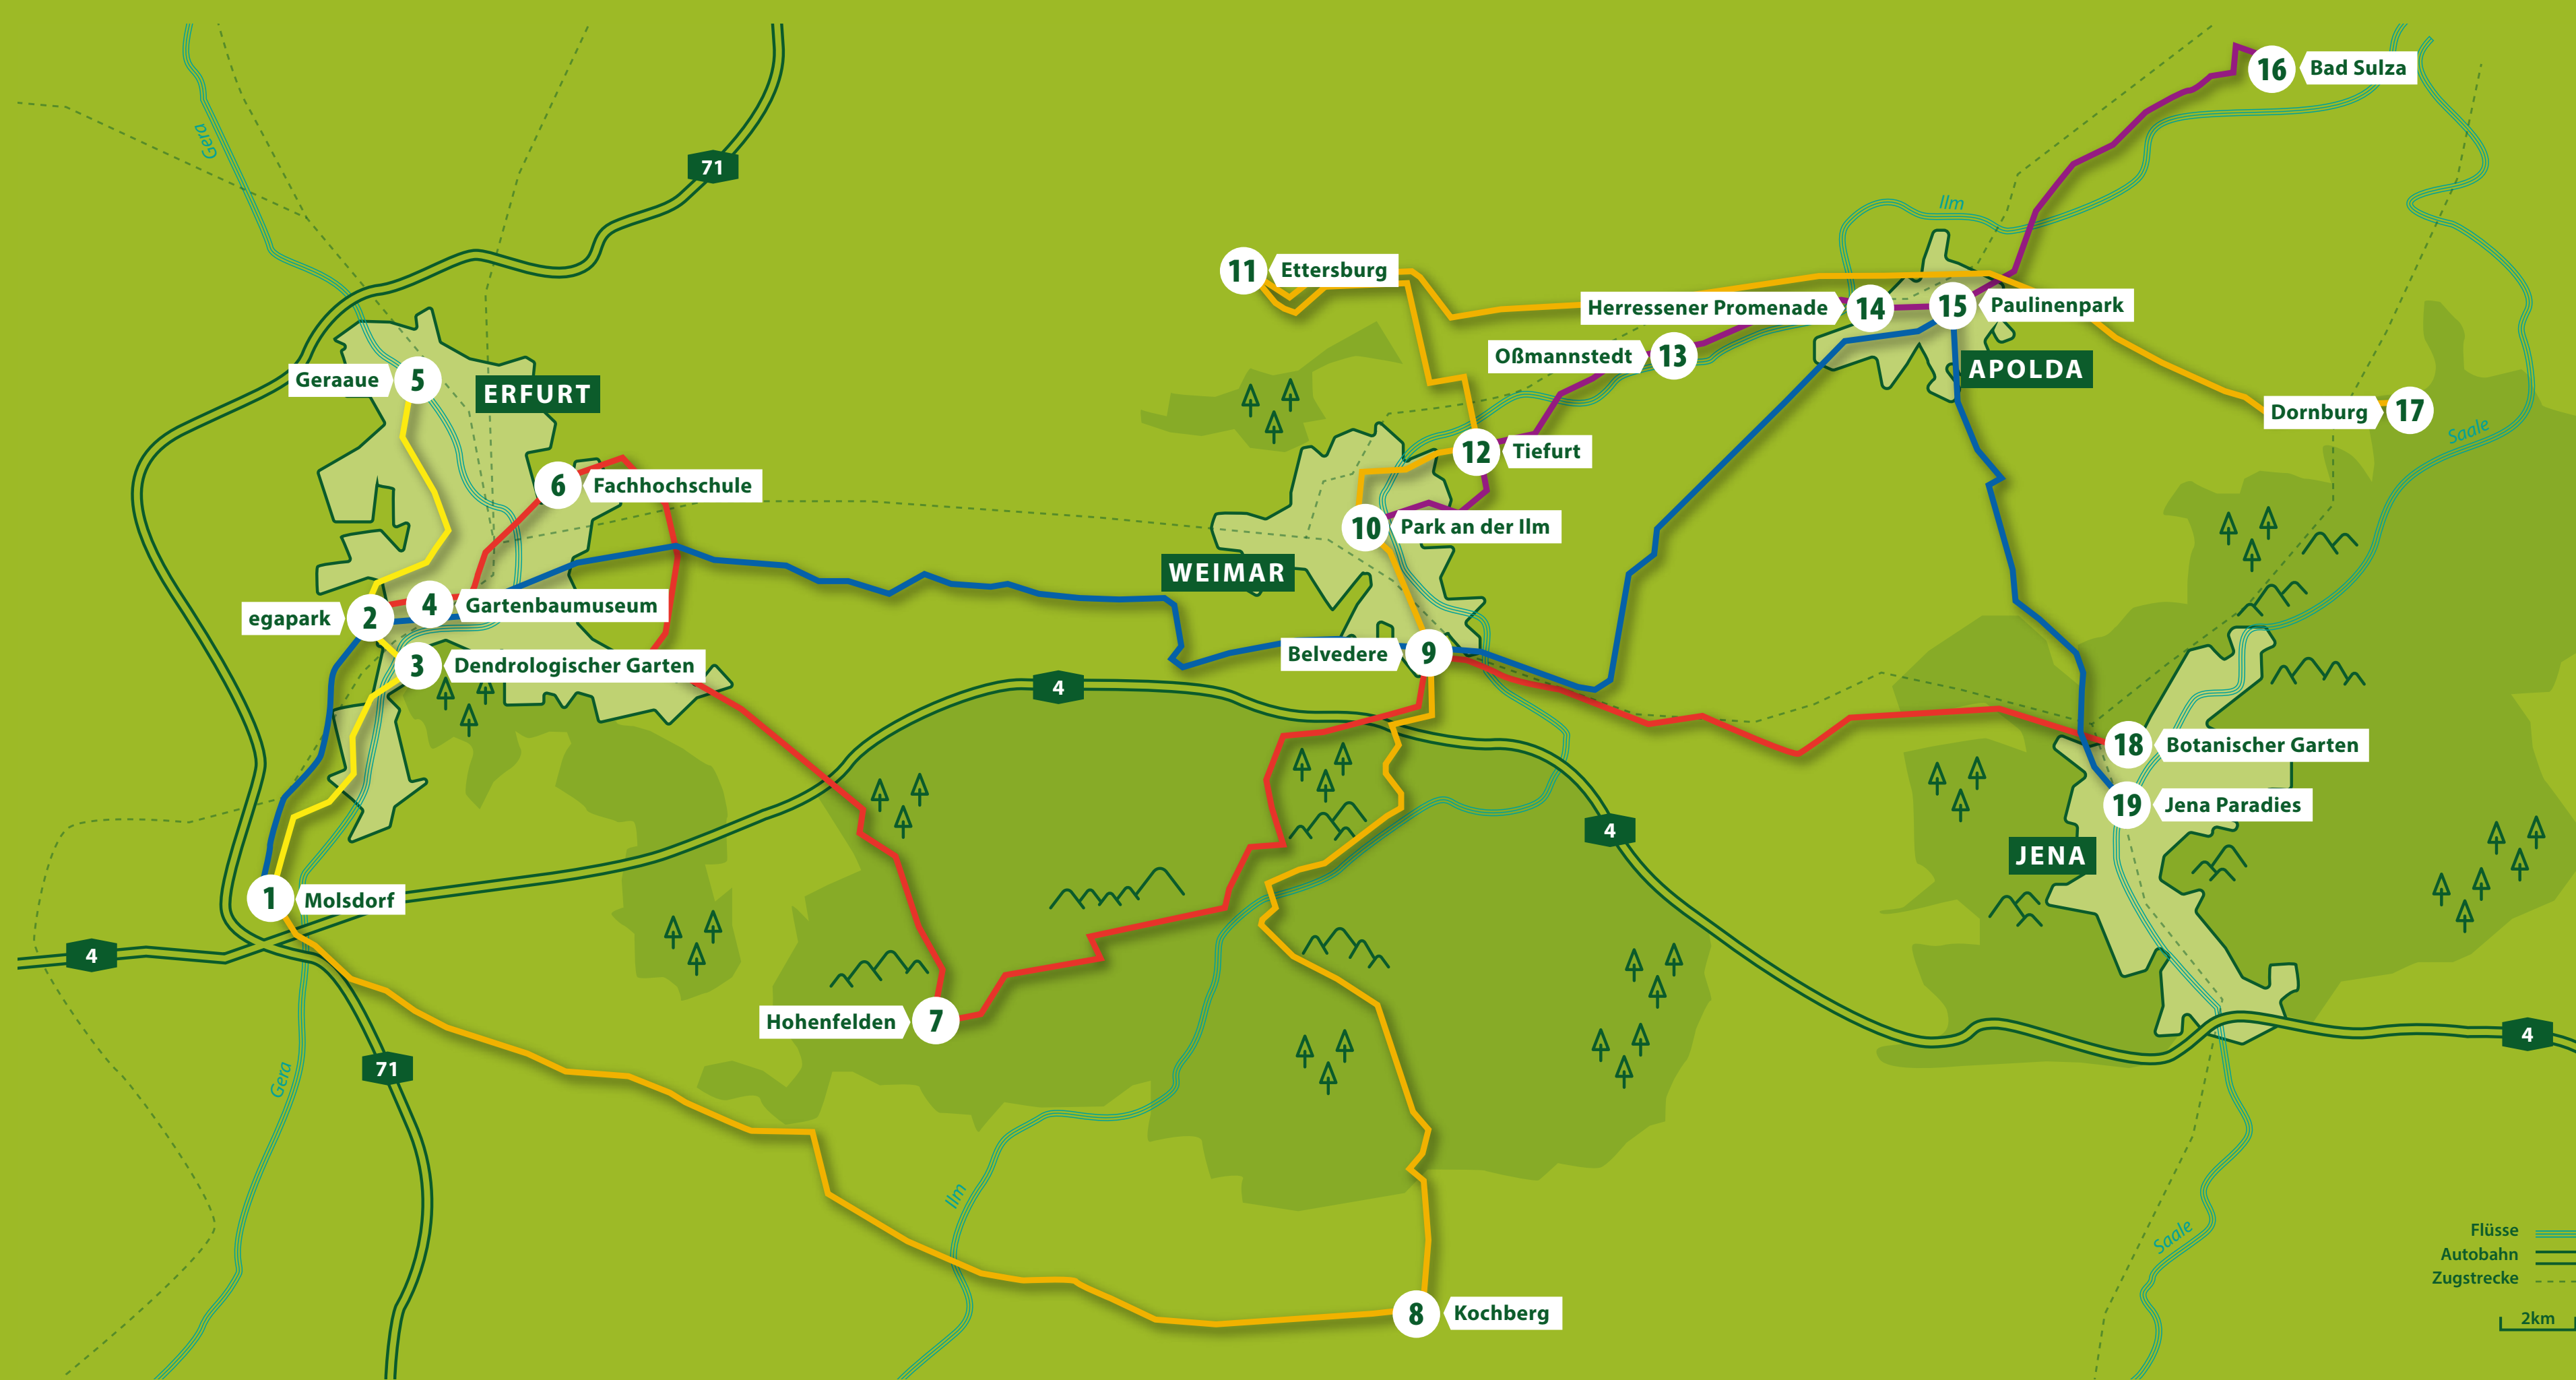 Gera
71
Ilm
16 Bad Sulza
11 Ettersburg
Herressener Promenade 14
15 Paulinenpark
Oßmannstedt 13
APOLDA
Geraaue 5
ERFURT
Dornburg 17
Saale
12 Tiefurt
6 Fachhochschule
10 Park an der Ilm
WEIMAR
egapark 2
4 Gartenbaumuseum
3 Dendrologischer Garten
Belvedere 9
4
18 Botanischer Garten
19 Jena Paradies
4
JENA
1 Molsdorf
4
Hohenfelden 7
4
71
Gera
Ilm
Saale
8 Kochberg
Flüsse
Autobahn
Zugstrecke
2km